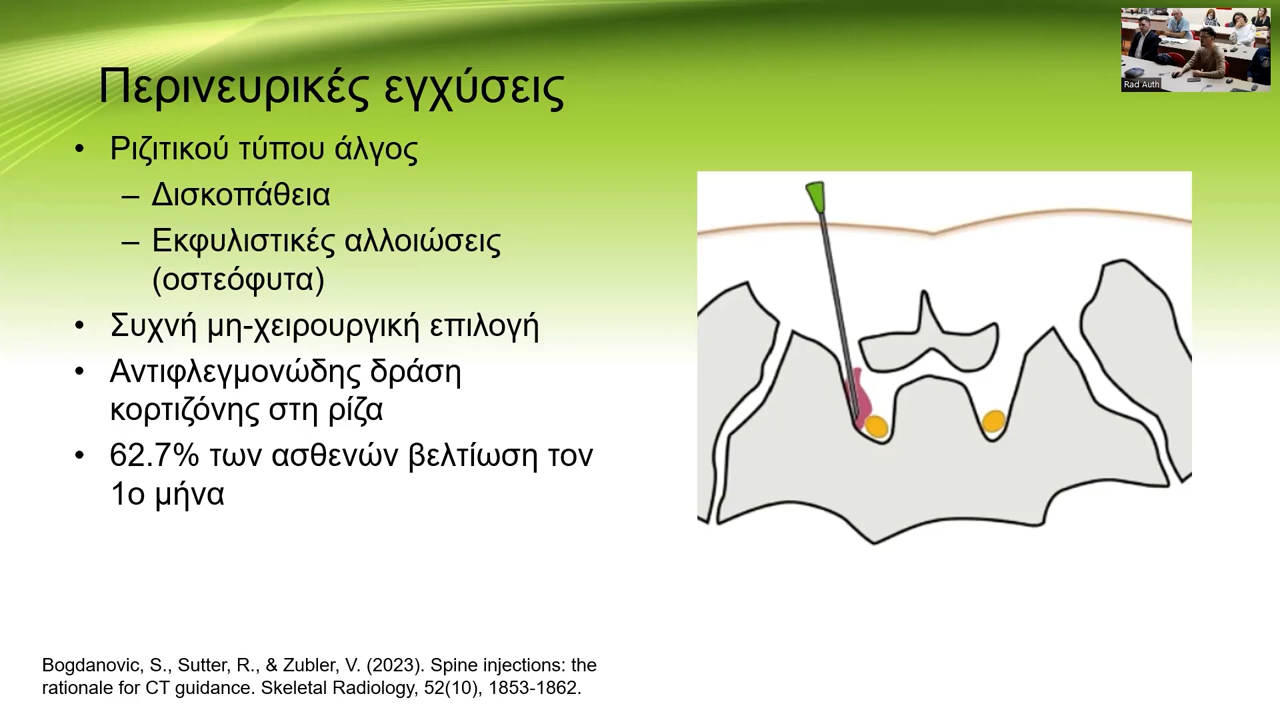 Περινευρικές εγχύσεις
• Ριζιτικού τύπου άλγος
– Δισκοπάθεια
– Εκφυλιστικές αλλοιώσεις
(οστεόφυτα)
• Συχνή μη-χειρουργική επιλογή
• Αντιφλεγμονώδης δράση
κορτιζόνης στη ρίζα
• 62.7% των ασθενών βελτίωση τον
1ο μήνα
Bogdanovic, S., Sutter, R., & Zubler, V. (2023). Spine injections: the
rationale for CT guidance. Skeletal Radiology, 52(10), 1853-1862.
Rad Auth